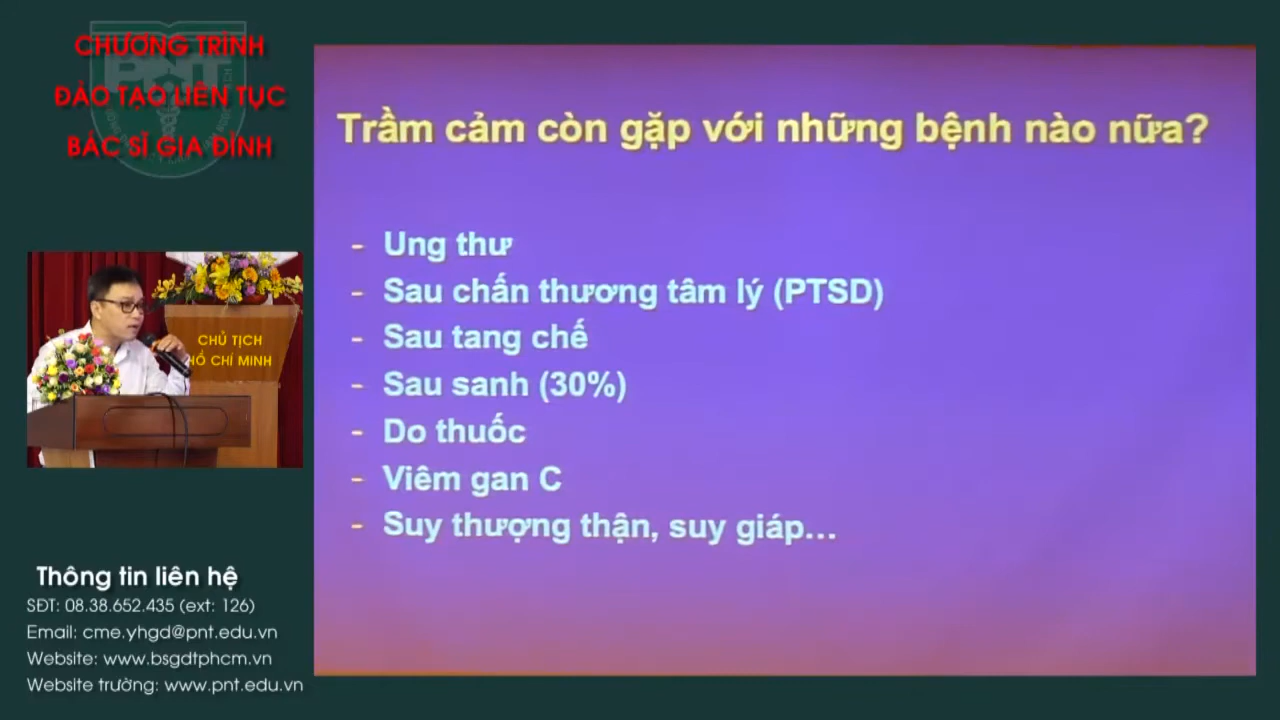 CHƯƠNG TRÌNH
ĐÀO TẠO LIÊN TỤC
BÁC SĨ GIA ĐÌNH
PNT
Trầm cảm còn gặp với những bệnh nào nữa?
- Ung thư
- Sau chấn thương tâm lý (PTSD)
- Sau tang chế
- Sau sanh (30%)
- Do thuốc
- Viêm gan C
- Suy thượng thận, suy giáp...
CHỦ TỊCH
HỒ CHÍ MINH
Thông tin liên hệ
SĐT: 08.38.652.435 (ext: 126)
Email: cme.yhgd@pnt.edu.vn
Website: www.bsgdtphcm.vn
Website trường: www.pnt.edu.vn